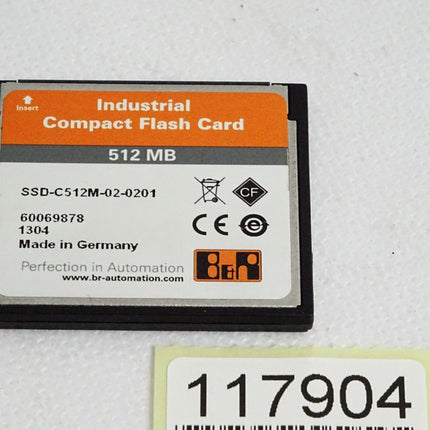 Insert
Industrial
Compact Flash Card
512 MB
SSD-C512M-02-0201
CF
60069878
1304
Made in Germany
CE e
Perfection in Automation
www.br-automation.com
B&R
117904